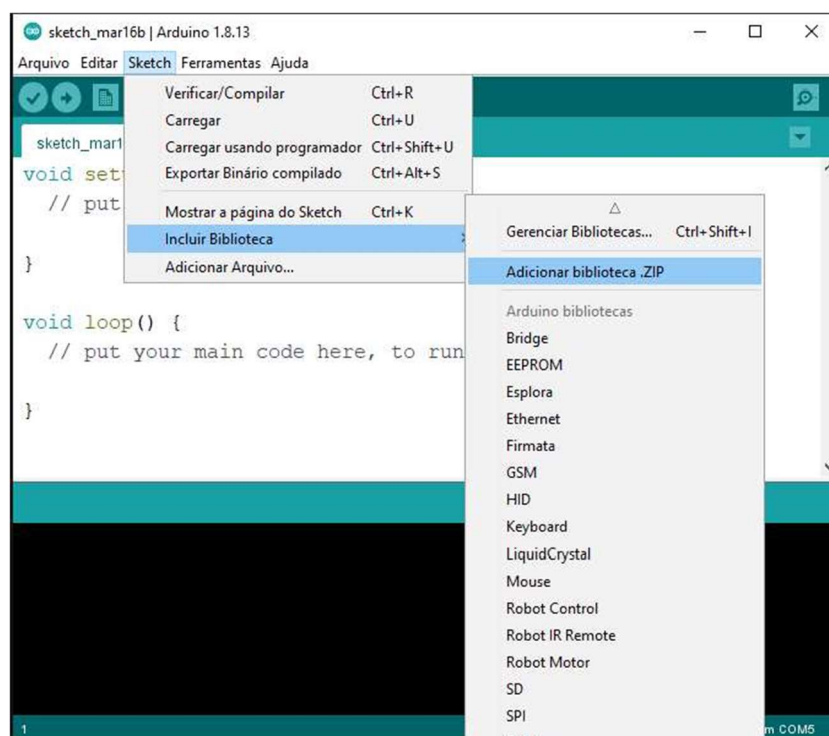 sketch_mar16b | Arduino 1.8.13
Arquivo Editar Sketch Ferramentas Ajuda
Verificar/Compilar Ctrl+R
Carregar Ctrl+U
Carregar usando programador Ctrl+Shift+U
Exportar Binário compilado Ctrl+Alt+S
Mostrar a página do Sketch Ctrl+K
Incluir Biblioteca
Adicionar Arquivo...
Gerenciar Bibliotecas... Ctrl+Shift+I
Adicionar biblioteca .ZIP
Arduino bibliotecas
Bridge
EEPROM
Esplora
Ethernet
Firmata
GSM
HID
Keyboard
LiquidCrystal
Mouse
Robot Control
Robot IR Remote
Robot Motor
SD
SPI
sketch_mar1
void set
// put
}
void loop() {
// put your main code here, to run
}
1
COM5